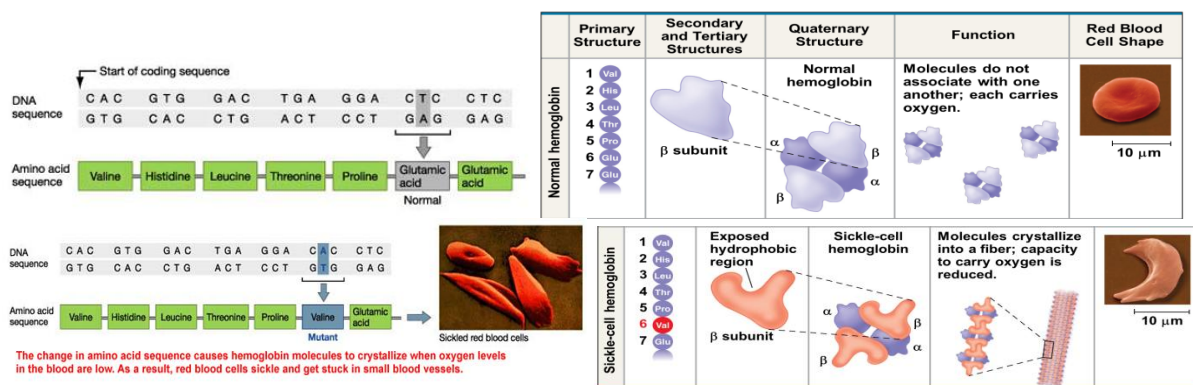 Start of coding sequence
DNA sequence
CAC GTG GAC TGA GGA CTC CTC
GTG CAC CTG ACT CCT GAG GAG
Amino acid sequence
Valine Histidine Leucine Threonine Proline Glutamic acid Glutamic acid
Normal
DNA sequence
CAC GTG GAC TGA GGA CAC CTC
GTG CAC CTG ACT CCT GTG GAG
Amino acid sequence
Valine Histidine Leucine Threonine Proline Valine Glutamic acid
Mutant
Sickled red blood cells
The change in amino acid sequence causes hemoglobin molecules to crystallize when oxygen levels
in the blood are low. As a result, red blood cells sickle and get stuck in small blood vessels.
Primary Structure
Secondary and Tertiary Structures
Quaternary Structure
Function
Red Blood Cell Shape
Normal hemoglobin
1 Val
2 His
3 Leu
4 Thr
5 Pro
6 Glu
7 Glu
β subunit
Normal hemoglobin
α
β
α
β
Molecules do not
associate with one
another; each carries
oxygen.
10 μm
Sickle-cell hemoglobin
1 Val
2 His
3 Leu
4 Thr
5 Pro
6 Val
7 Glu
Exposed
hydrophobic
region
β subunit
Sickle-cell
hemoglobin
α
β
α
β
Molecules crystallize
into a fiber; capacity
to carry oxygen is
reduced.
10 μm